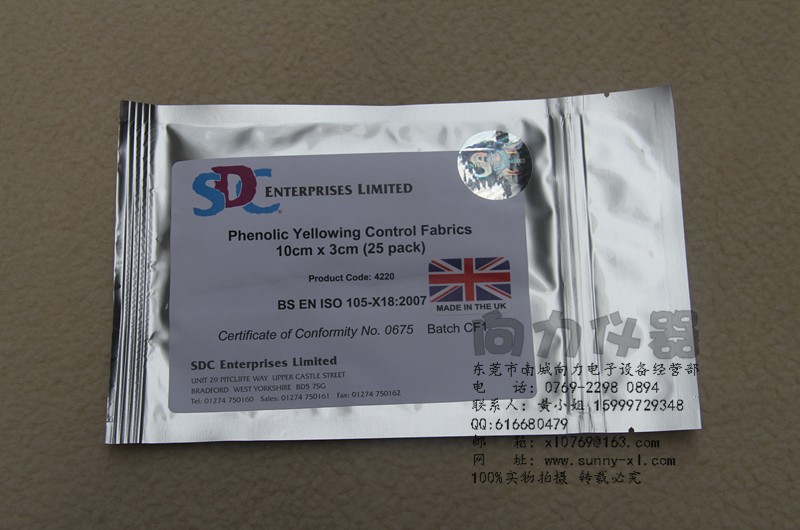 SDC ENTERPRISES LIMITED
Phenolic Yellowing Control Fabrics
10cm x 3cm (25 pack)
Product Code: 4220
BS EN ISO 105-X18:2007
MADE IN THE UK
Certificate of Conformity No. 0675 Batch CF1
SDC Enterprises Limited
UNIT 29 PITCLIFFE WAY UPPER CASTLE STREET
BRADFORD WEST YORKSHIRE BD5 7SG
Tel: 01274 750160 Sales: 01274 750161 Fax: 01274 750162
向力仪器
东莞市南城向力电子设备经营部
电 话: 0769-2298 0894
联系人: 黄小姐 15999729348
QQ:616680479
邮 箱: xl0769@163.com
网 址: www.sunny-xl.com
100%实物拍摄 转载必究